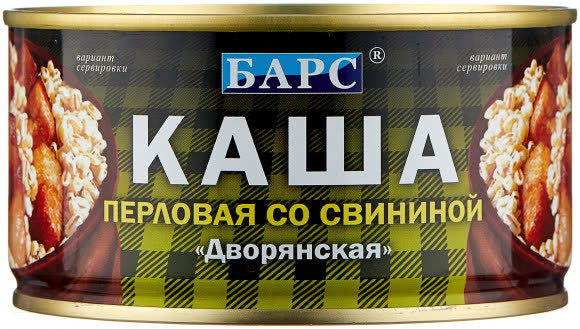 вариант
сервировки
БАРС®
вариант
сервировки
КАША
ПЕРЛОВАЯ СО СВИНИНОЙ
«Дворянская»